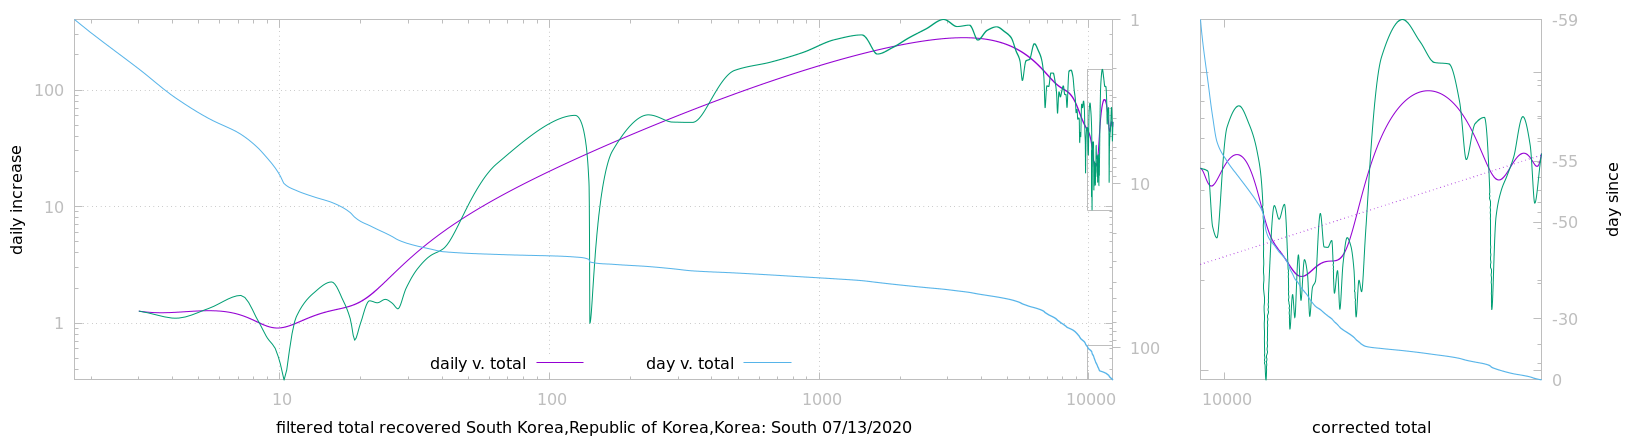 1
-59
100
daily increase
10
-55
day since
10
-50
1
-30
daily v. total
day v. total
100
0
10
100
1000
10000
10000
filtered total recovered South Korea,Republic of Korea,Korea: South 07/13/2020
corrected total